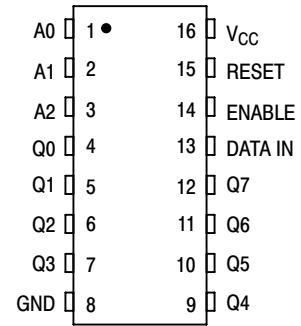 A0 1 16 VCC
A1 2 15 RESET
A2 3 14 ENABLE
Q0 4 13 DATA IN
Q1 5 12 Q7
Q2 6 11 Q6
Q3 7 10 Q5
GND 8 9 Q4